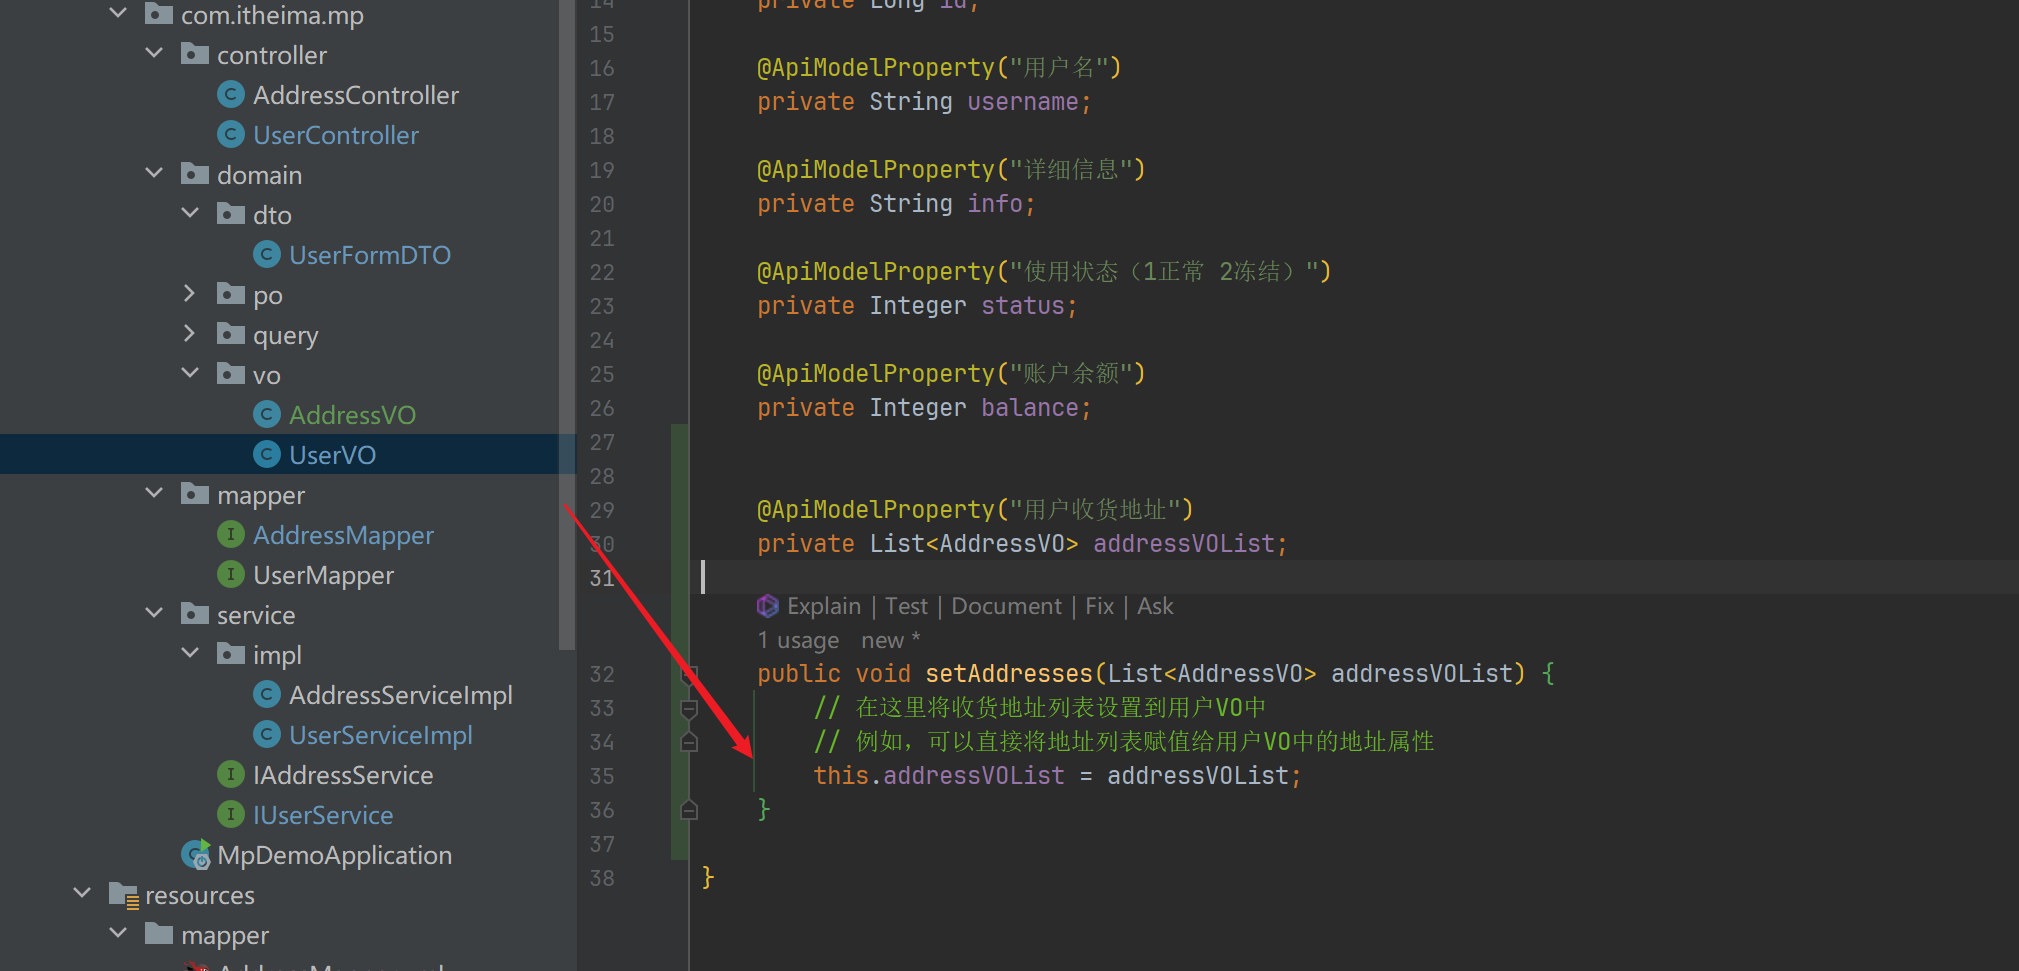 com.itheima.mp
controller
AddressController
UserController
domain
dto
UserFormDTO
po
query
vo
AddressVO
UserVO
mapper
AddressMapper
UserMapper
service
impl
AddressServiceImpl
UserServiceImpl
IAddressService
IUserService
MpDemoApplication
resources
mapper
14 private Long id;
15
16 @ApiModelProperty("用户名")
17 private String username;
18
19 @ApiModelProperty("详细信息")
20 private String info;
21
22 @ApiModelProperty("使用状态（1正常 2冻结）")
23 private Integer status;
24
25 @ApiModelProperty("账户余额")
26 private Integer balance;
27
28
29 @ApiModelProperty("用户收货地址")
30 private List<AddressVO> addressVOList;
31
Explain | Test | Document | Fix | Ask
1 usage new *
32 public void setAddresses(List<AddressVO> addressVOList) {
33 // 在这里将收货地址列表设置到用户VO中
34 // 例如，可以直接将地址列表赋值给用户VO中的地址属性
35 this.addressVOList = addressVOList;
36 }
37
38 }